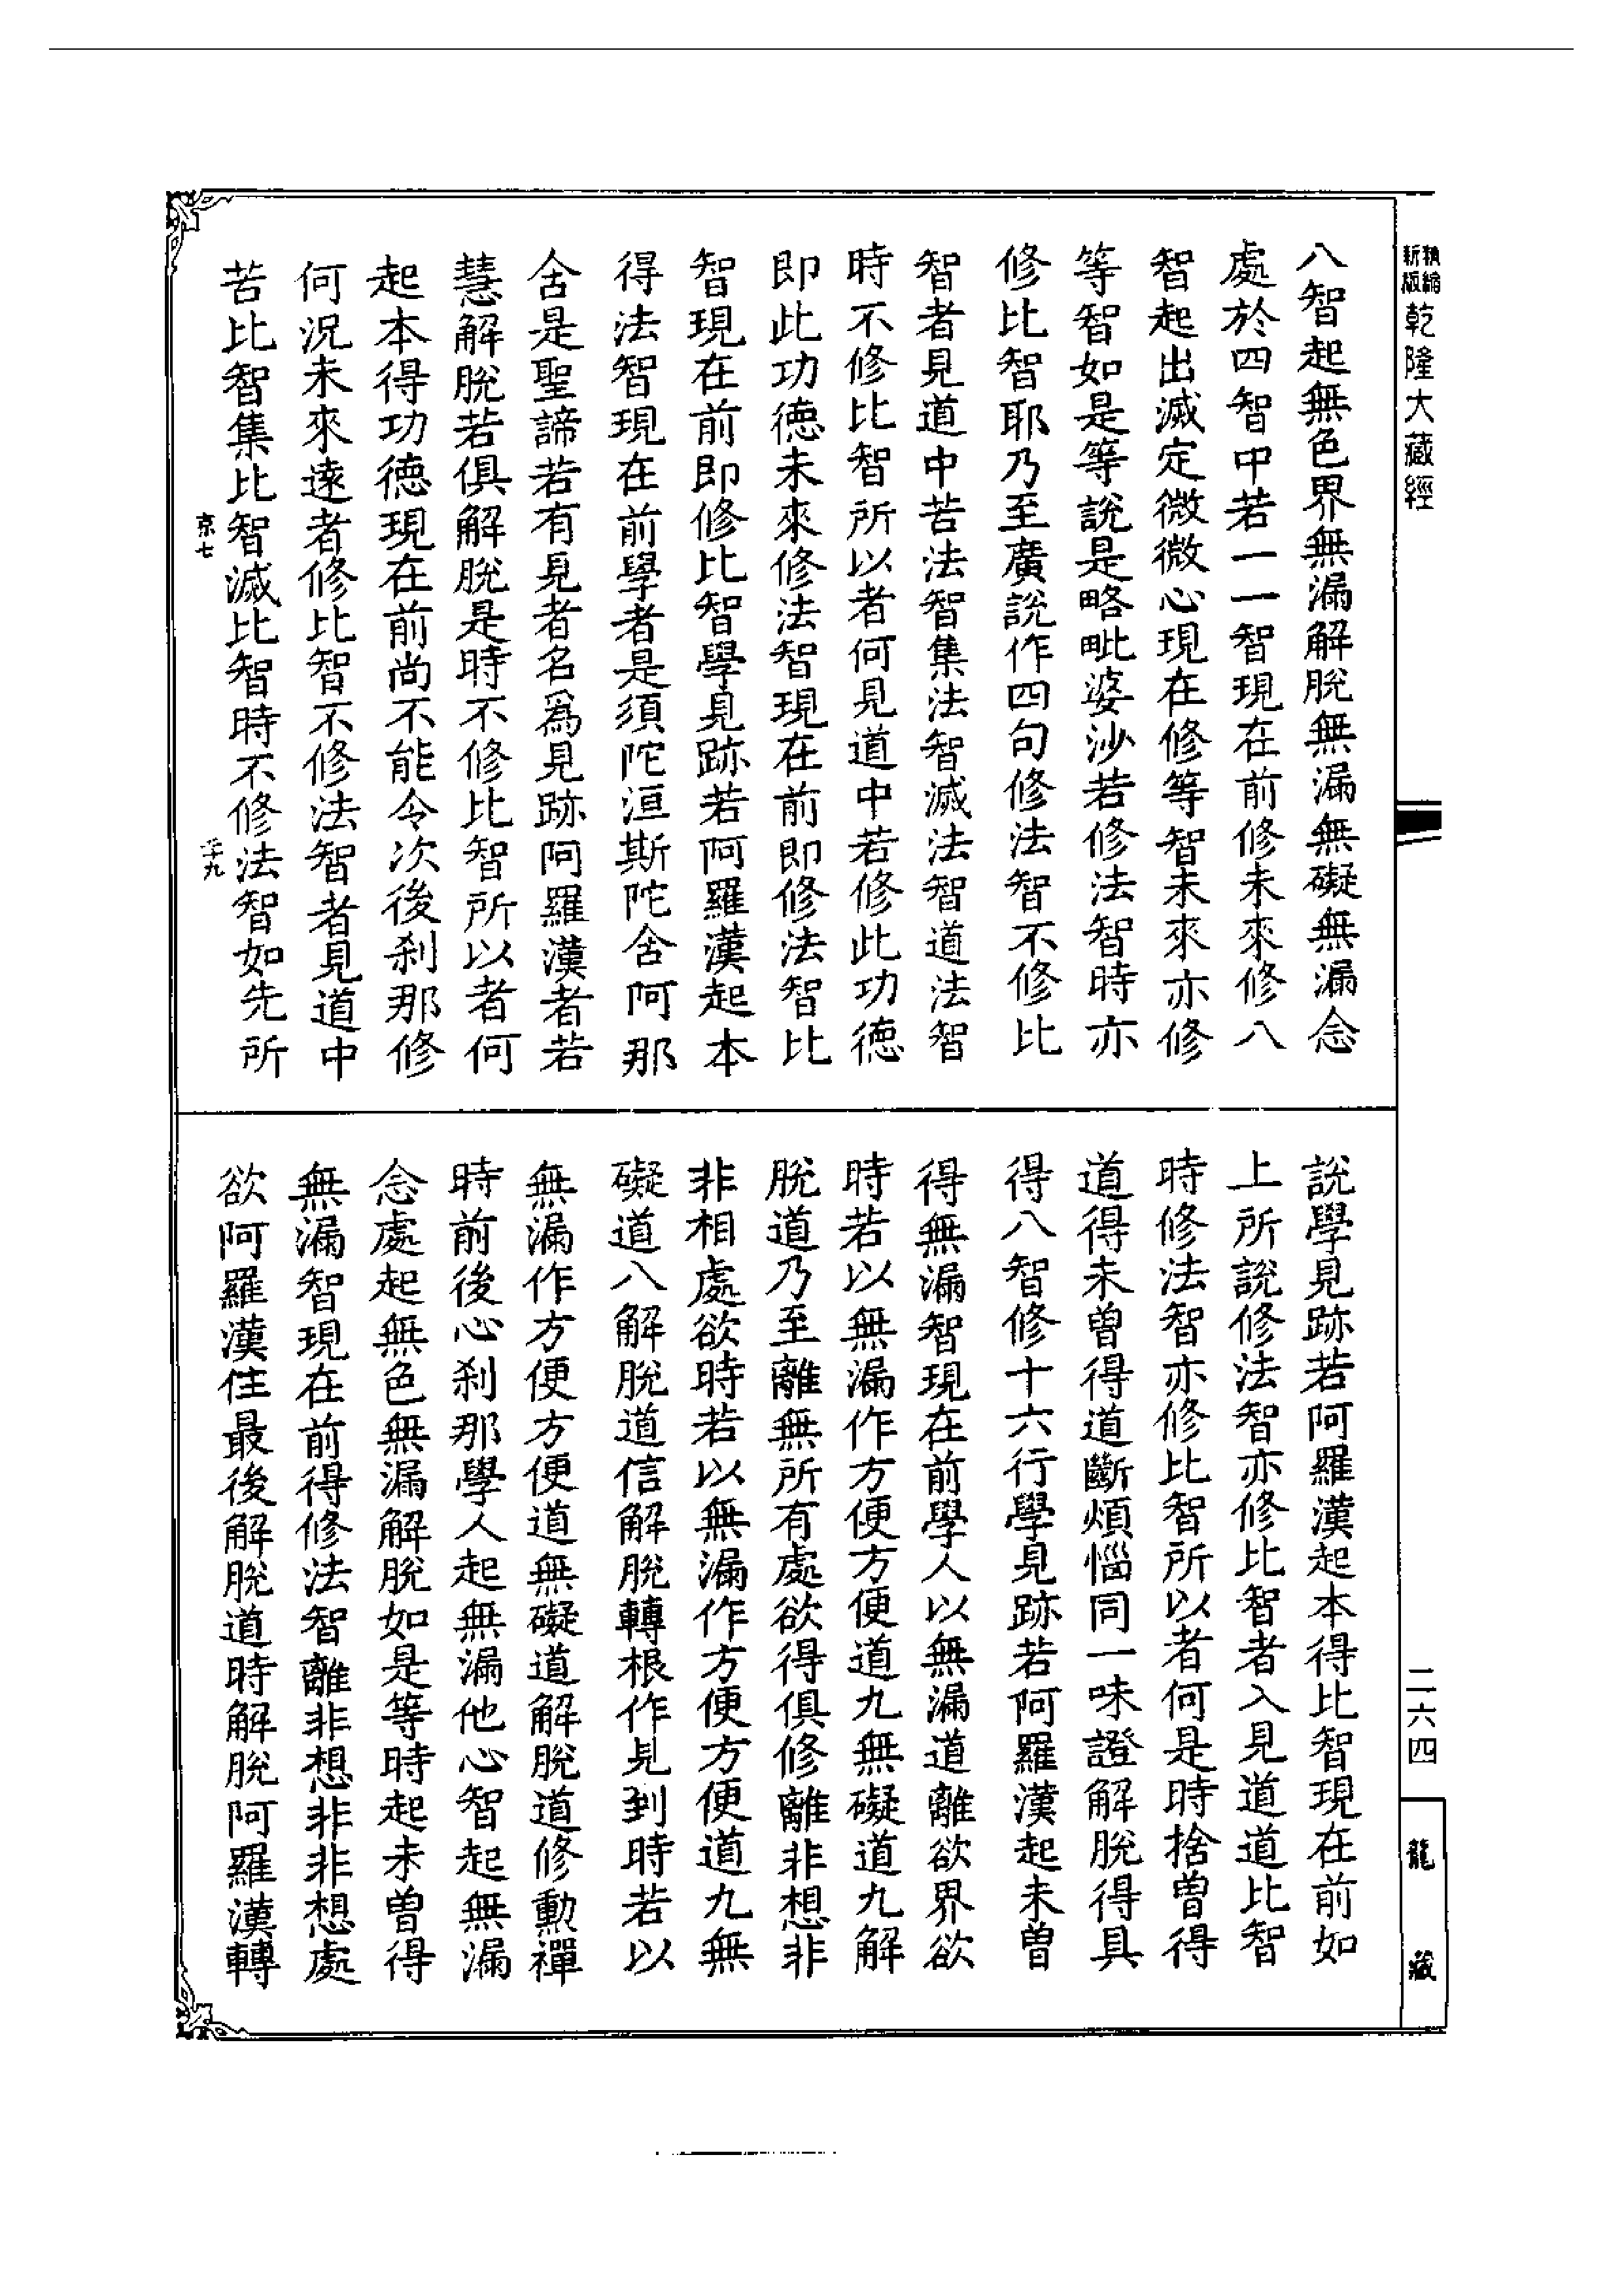 新版精縮乾隆大藏經
八智起無色界無漏解脫無漏無礙無漏念
處於四智中若一一智現在前修未來修八
智起出滅定微微心現在修等智未來亦修
等智如是等說是略毗婆沙若修法智時亦
修比智耶乃至廣說作四句修法智不修比
智者見道中苦法智集法智滅法智道法智
時不修比智所以者何見道中若修此功德
即此功德未來修法智現在前即修法智比
智現在前即修比智學見跡若阿羅漢起本
得法智現在前學者是須陀洹斯陀含阿那
含是聖諦若有見者名爲見跡阿羅漢者若
慧解脫若俱解脫是時不修比智所以者何
起本得功德現在前尚不能令次後刹那修
何況未來遠者修比智不修法智者見道中
苦比智集比智滅比智時不修法智如先所
京七
說學見跡若阿羅漢起本得比智現在前如
上所說修法智亦修比智者入見道道比智
時修法智亦修比智所以者何是時捨曾得
道得未曾得道斷煩惱同一味證解脫得具
得八智修十六行學見跡若阿羅漢起未曾
得無漏智現在前學人以無漏道離欲界欲
時若以無漏作方便方便道九無礙道九解
脫道乃至離無所有處欲得俱修離非想非
非相處欲時若以無漏作方便方便道九無
礙道八解脫道信解脫轉根作見到時若以
無漏作方便方便道無礙道解脫道修勳禪
時前後心刹那學人起無漏他心智起無漏
念處起無色無漏解脫如是等時起未曾得
無漏智現在前得修法智離非想非非想處
欲阿羅漢住最後解脫道時解脫阿羅漢轉
二六四
龍藏